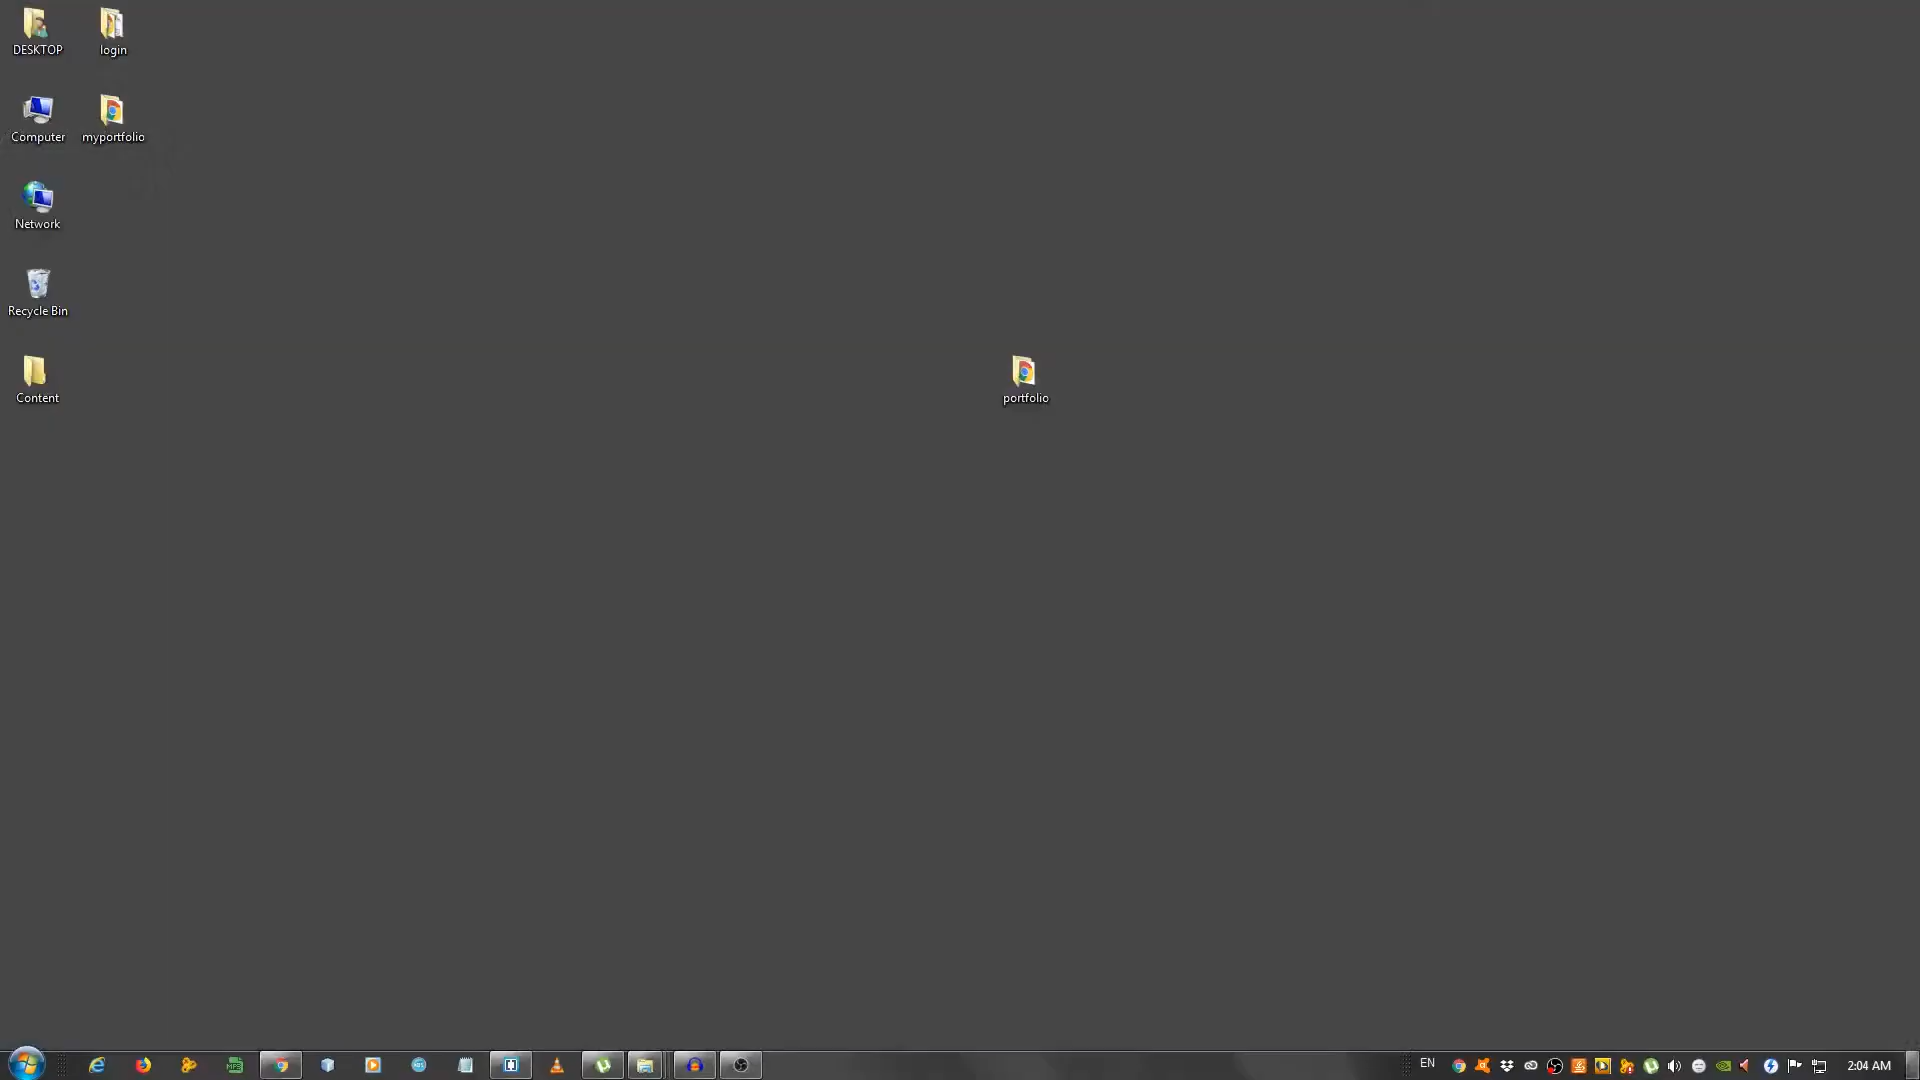 DESKTOP
login
Computer
myportfolio
Network
Recycle Bin
Content
portfolio
EN
2:04 AM